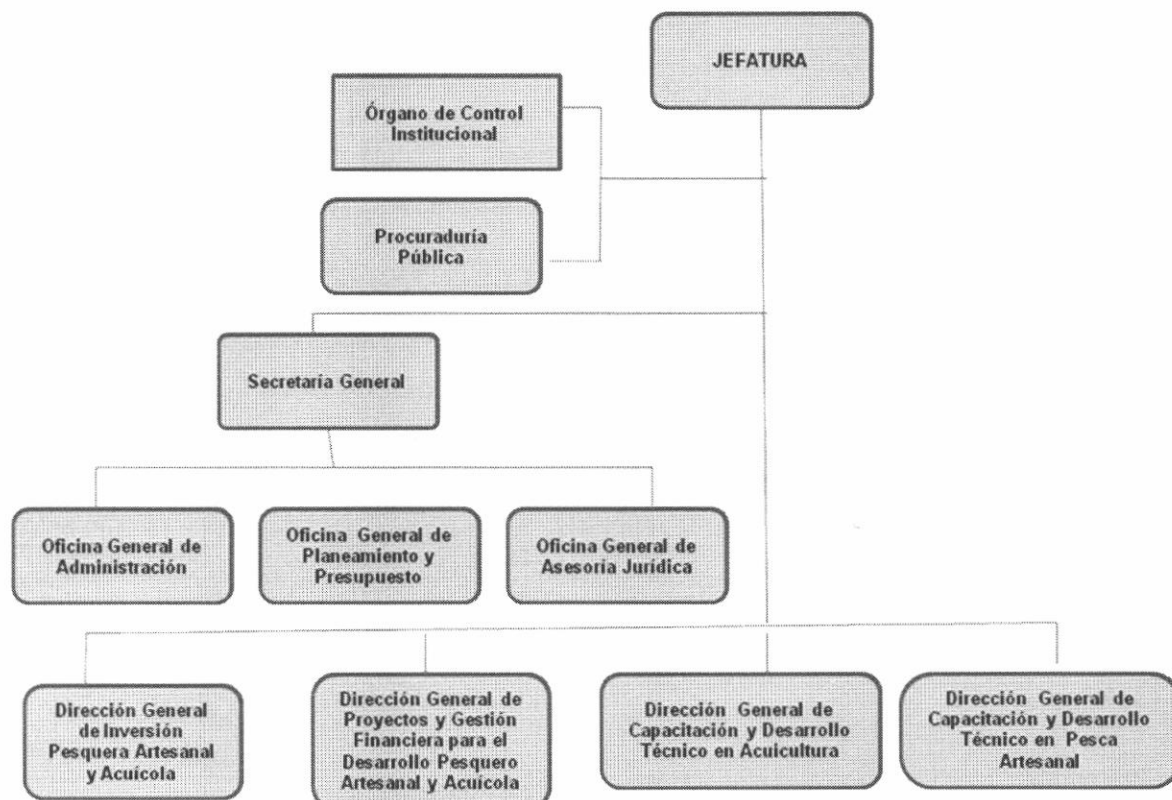 JEFATURA
Órgano de Control
Institucional
Procuraduría
Pública
Secretaría General
Oficina General de
Administración
Oficina General de
Planeamiento y
Presupuesto
Oficina General de
Asesoría Jurídica
Dirección General
de Inversión
Pesquera Artesanal
y Acuícola
Dirección General de
Proyectos y Gestión
Financiera para el
Desarrollo Pesquero
Artesanal y Acuícola
Dirección General de
Capacitación y Desarrollo
Técnico en Acuicultura
Dirección General de
Capacitación y Desarrollo
Técnico en Pesca
Artesanal